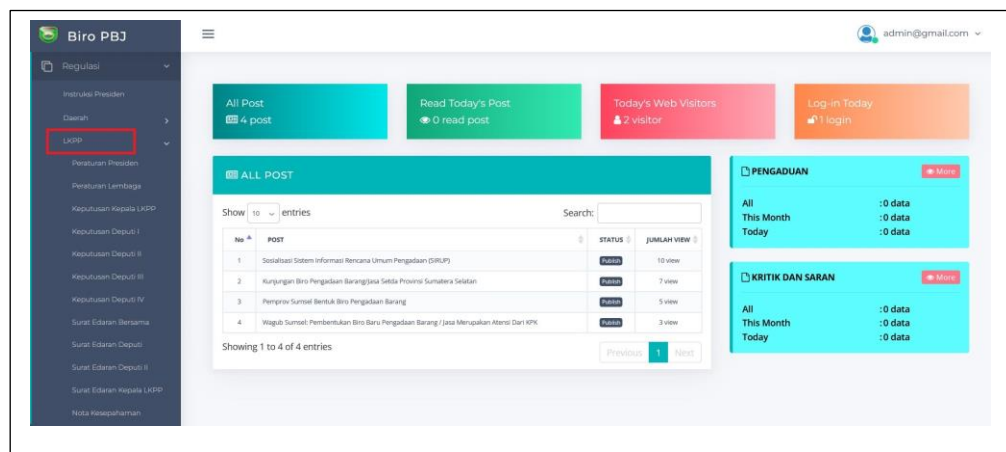 Biro PBJ
admin@gmail.com
Regulasi
Instruksi Presiden
Daerah
LKPP
Peraturan Presiden
Peraturan Lembaga
Keputusan Kepala LKPP
Keputusan Deputi I
Keputusan Deputi II
Keputusan Deputi III
Keputusan Deputi IV
Surat Edaran Bersama
Surat Edaran Deputi
Surat Edaran Deputi II
Surat Edaran Kepala LKPP
Nota Kesepahaman
All Post
4 post
Read Today's Post
0 read post
Today's Web Visitors
2 visitor
Log-in Today
1 login
ALL POST
Show 10 entries Search:
No POST STATUS JUMLAH VIEW
1 Sosialisasi Sistem Informasi Rencana Umum Pengadaan (SIRUP) Publish 10 view
2 Kunjungan Biro Pengadaan Barang/Jasa Setda Provinsi Sumatera Selatan Publish 7 view
3 Pemprov Sumsel Bentuk Biro Pengadaan Barang Publish 5 view
4 Wagub Sumsel: Pembentukan Biro Baru Pengadaan Barang / Jasa Merupakan Atensi Dari KPK Publish 3 view
Showing 1 to 4 of 4 entries
Previous 1 Next
PENGADUAN More
All : 0 data
This Month : 0 data
Today : 0 data
KRITIK DAN SARAN More
All : 0 data
This Month : 0 data
Today : 0 data